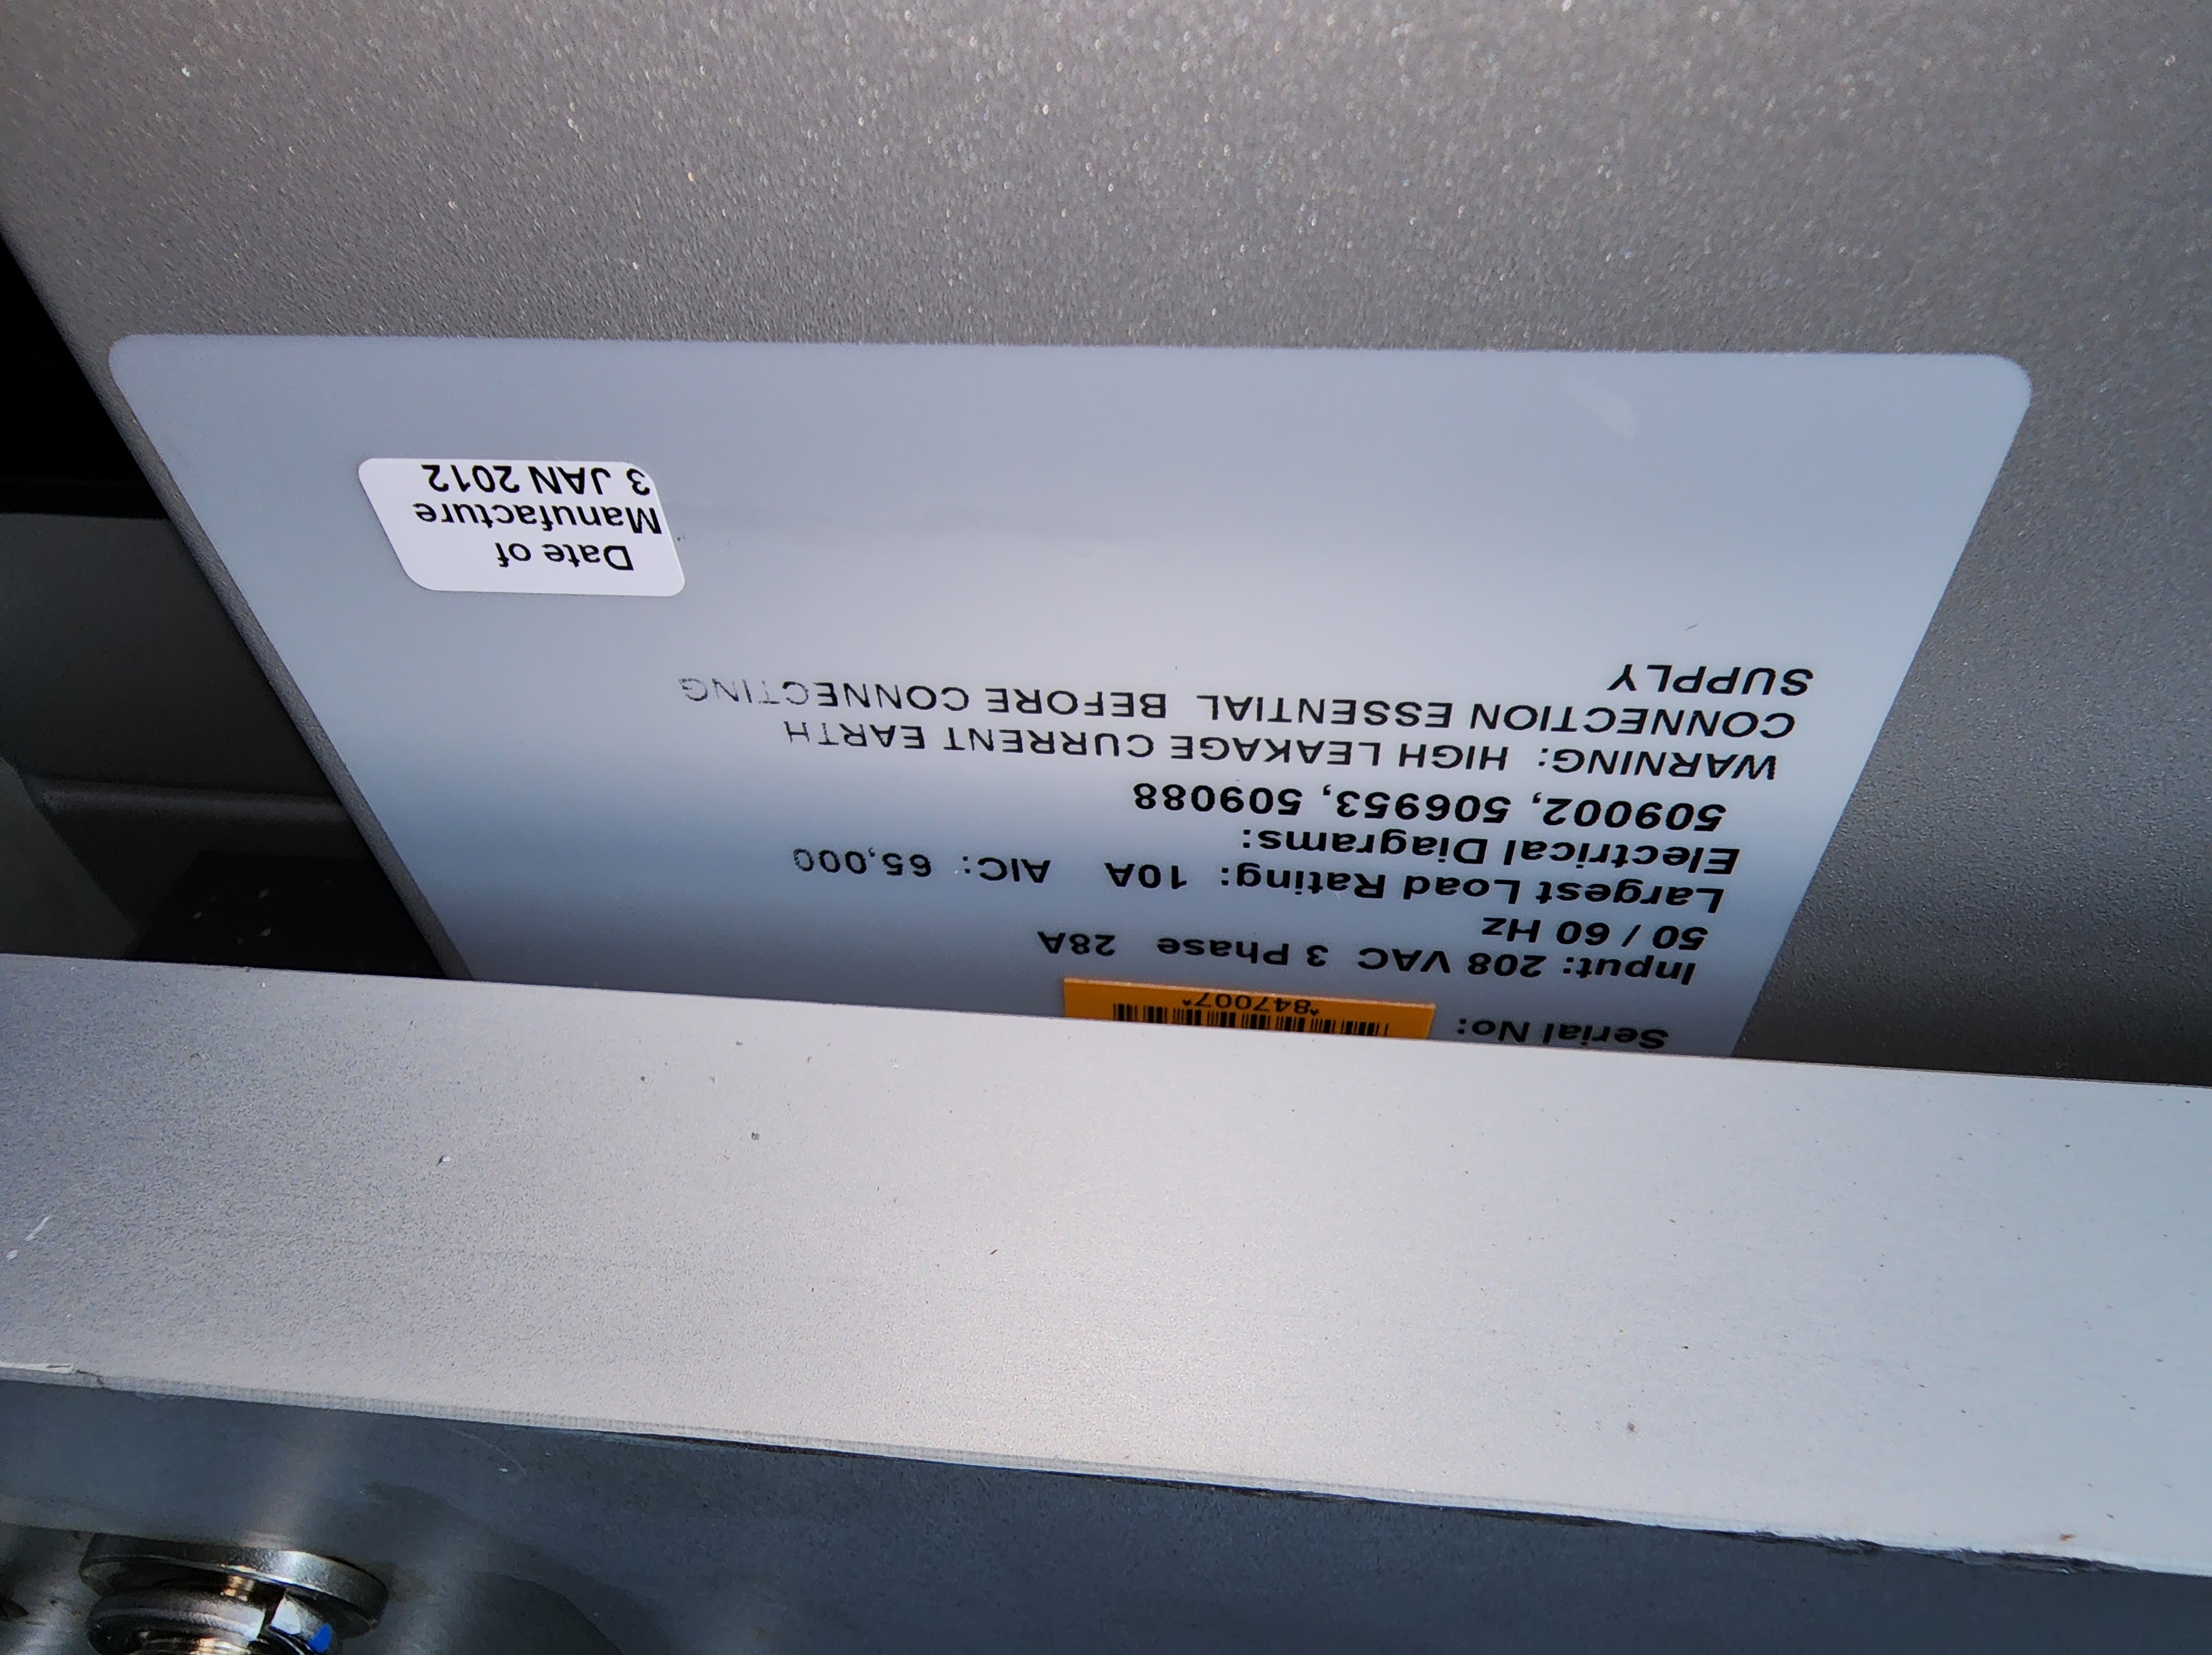 Serial No:
*847007*
Input: 208 VAC 3 Phase 28A
50 / 60 Hz
Largest Load Rating: 10A AIC: 65,000
Electrical Diagrams:
509002, 506953, 509088
WARNING: HIGH LEAKAGE CURRENT EARTH
CONNECTION ESSENTIAL BEFORE CONNECTING
SUPPLY
Date of
Manufacture
3 JAN 2012